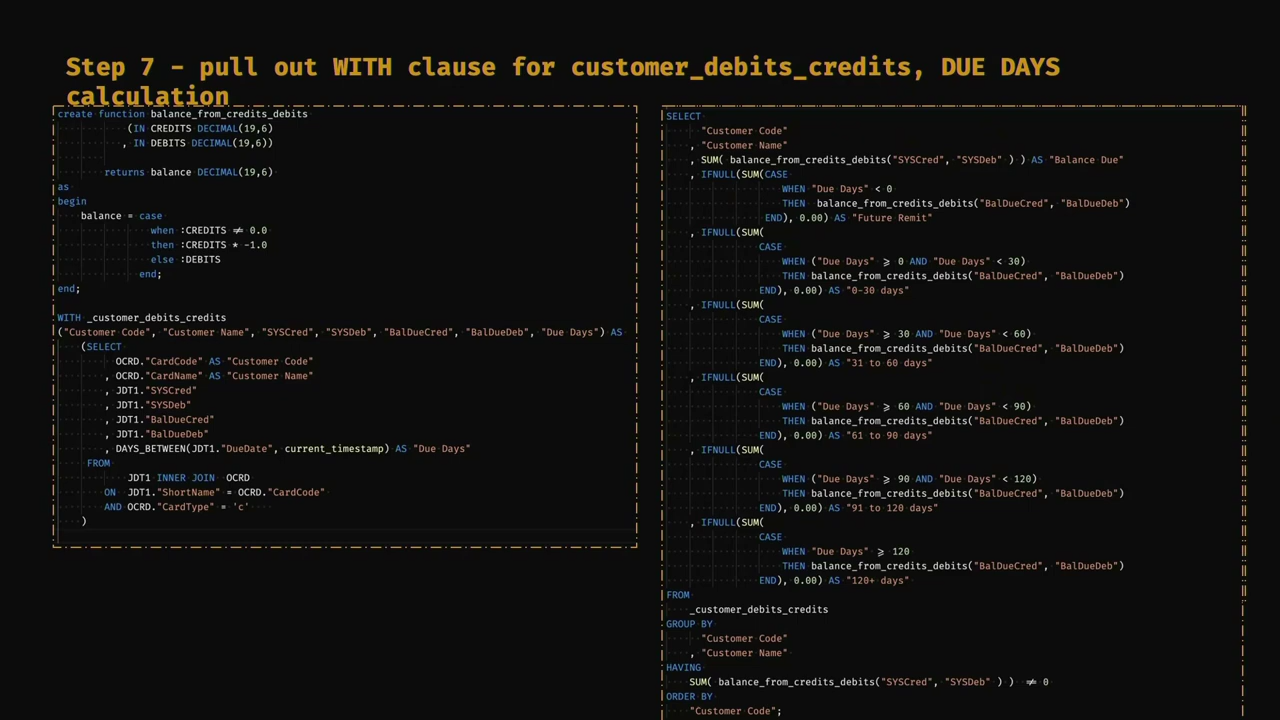 Step 7 - pull out WITH clause for customer_debits_credits, DUE DAYS
calculation
create function balance_from_credits_debits
(IN CREDITS DECIMAL(19,6)
, IN DEBITS DECIMAL(19,6))
returns balance DECIMAL(19,6)
as
begin
balance = case
when :CREDITS ≠ 0.0
then :CREDITS * -1.0
else :DEBITS
end;
end;
WITH _customer_debits_credits
("Customer Code", "Customer Name", "SYSCred", "SYSDeb", "BalDueCred", "BalDueDeb", "Due Days") AS
(SELECT
OCRD."CardCode" AS "Customer Code"
, OCRD."CardName" AS "Customer Name"
, JDT1."SYSCred"
, JDT1."SYSDeb"
, JDT1."BalDueCred"
, JDT1."BalDueDeb"
, DAYS_BETWEEN(JDT1."DueDate", current_timestamp) AS "Due Days"
FROM
JDT1 INNER JOIN OCRD
ON JDT1."ShortName" = OCRD."CardCode"
AND OCRD."CardType" = 'c'
)
SELECT
"Customer Code"
, "Customer Name"
, SUM( balance_from_credits_debits("SYSCred", "SYSDeb" ) ) AS "Balance Due"
, IFNULL(SUM(CASE
WHEN "Due Days" < 0
THEN balance_from_credits_debits("BalDueCred", "BalDueDeb")
END), 0.00) AS "Future Remit"
, IFNULL(SUM(
CASE
WHEN ("Due Days" ⩾ 0 AND "Due Days" < 30)
THEN balance_from_credits_debits("BalDueCred", "BalDueDeb")
END), 0.00) AS "0-30 days"
, IFNULL(SUM(
CASE
WHEN ("Due Days" ⩾ 30 AND "Due Days" < 60)
THEN balance_from_credits_debits("BalDueCred", "BalDueDeb")
END), 0.00) AS "31 to 60 days"
, IFNULL(SUM(
CASE
WHEN ("Due Days" ⩾ 60 AND "Due Days" < 90)
THEN balance_from_credits_debits("BalDueCred", "BalDueDeb")
END), 0.00) AS "61 to 90 days"
, IFNULL(SUM(
CASE
WHEN ("Due Days" ⩾ 90 AND "Due Days" < 120)
THEN balance_from_credits_debits("BalDueCred", "BalDueDeb")
END), 0.00) AS "91 to 120 days"
, IFNULL(SUM(
CASE
WHEN "Due Days" ⩾ 120
THEN balance_from_credits_debits("BalDueCred", "BalDueDeb")
END), 0.00) AS "120+ days"
FROM
_customer_debits_credits
GROUP BY
"Customer Code"
, "Customer Name"
HAVING
SUM( balance_from_credits_debits("SYSCred", "SYSDeb" ) ) ≠ 0
ORDER BY
"Customer Code";